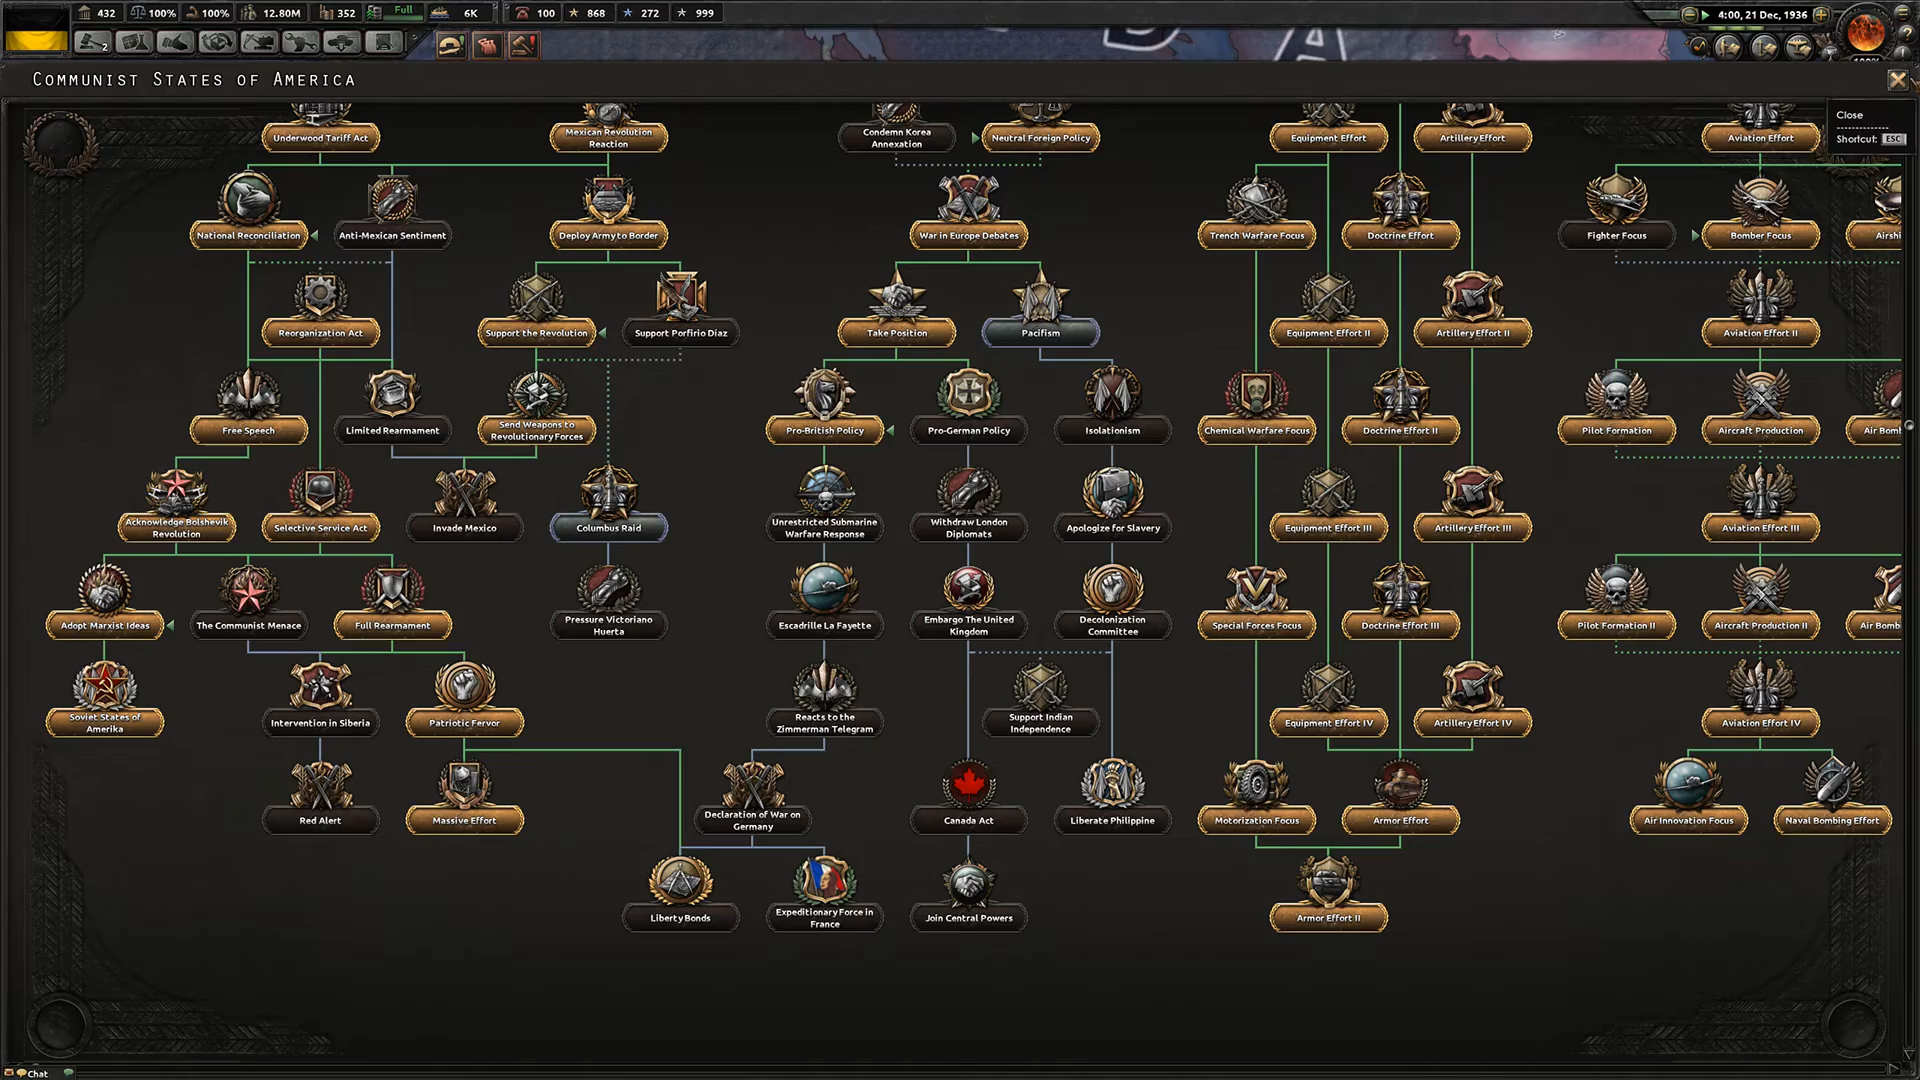 432 100% 100% 12.80M 352 Full 6K 100 868 272 999 4:00, 21 Dec, 1936
2
100%
Communist States of America
Close
Shortcut: ESC
Underwood Tariff Act
Mexican Revolution
Reaction
Condemn Korea
Annexation
Neutral Foreign Policy
Equipment Effort
Artillery Effort
Aviation Effort
National Reconciliation
Anti-Mexican Sentiment
Deploy Army to Border
War in Europe Debates
Trench Warfare Focus
Doctrine Effort
Fighter Focus
Bomber Focus
Airshi
Reorganization Act
Support the Revolution
Support Porfirio Diaz
Take Position
Pacifism
Equipment Effort II
Artillery Effort II
Aviation Effort II
Free Speech
Limited Rearmament
Send Weapons to
Revolutionary Forces
Pro-British Policy
Pro-German Policy
Isolationism
Chemical Warfare Focus
Doctrine Effort II
Pilot Formation
Aircraft Production
Air Bomb
Acknowledge Bolshevik
Revolution
Selective Service Act
Invade Mexico
Columbus Raid
Unrestricted Submarine
Warfare Response
Withdraw London
Diplomats
Apologize for Slavery
Equipment Effort III
Artillery Effort III
Aviation Effort III
Adopt Marxist Ideas
The Communist Menace
Full Rearmament
Pressure Victoriano
Huerta
Escadrille La Fayette
Embargo The United
Kingdom
Decolonization
Committee
Special Forces Focus
Doctrine Effort III
Pilot Formation II
Aircraft Production II
Air Bombi
Soviet States of
Amerika
Intervention in Siberia
Patriotic Fervor
Reacts to the
Zimmerman Telegram
Support Indian
Independence
Equipment Effort IV
Artillery Effort IV
Aviation Effort IV
Red Alert
Massive Effort
Declaration of War on
Germany
Canada Act
Liberate Philippine
Motorization Focus
Armor Effort
Air Innovation Focus
Naval Bombing Effort
Liberty Bonds
Expeditionary Force in
France
Join Central Powers
Armor Effort II
Chat